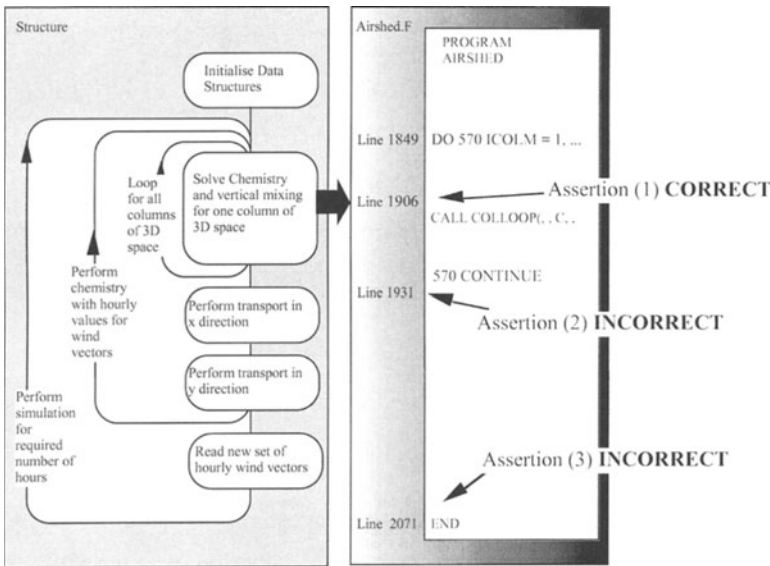 Structure
Initialise Data
Structures
Loop
for all
columns
of 3D
space
Solve Chemistry
and vertical mixing
for one column of
3D space
Perform
chemistry
with hourly
values for
wind
vectors
Perform transport in
x direction
Perform transport in
y direction
Perform
simulation
for
required
number of
hours
Read new set of
hourly wind vectors
Airshed.F
PROGRAM
AIRSHED
Line 1849
DO 570 ICOLM = 1, ...
Assertion (1) CORRECT
Line 1906
CALL COLLOOP(, , C, ,
570 CONTINUE
Line 1931
Assertion (2) INCORRECT
Assertion (3) INCORRECT
Line 2071
END